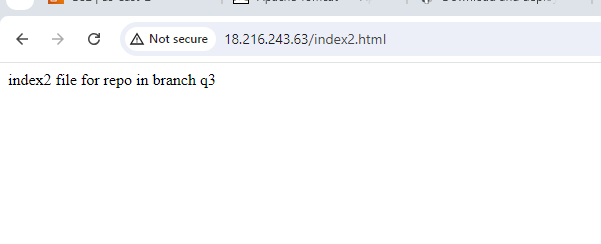 Not secure
18.216.243.63/index2.html
index2 file for repo in branch q3